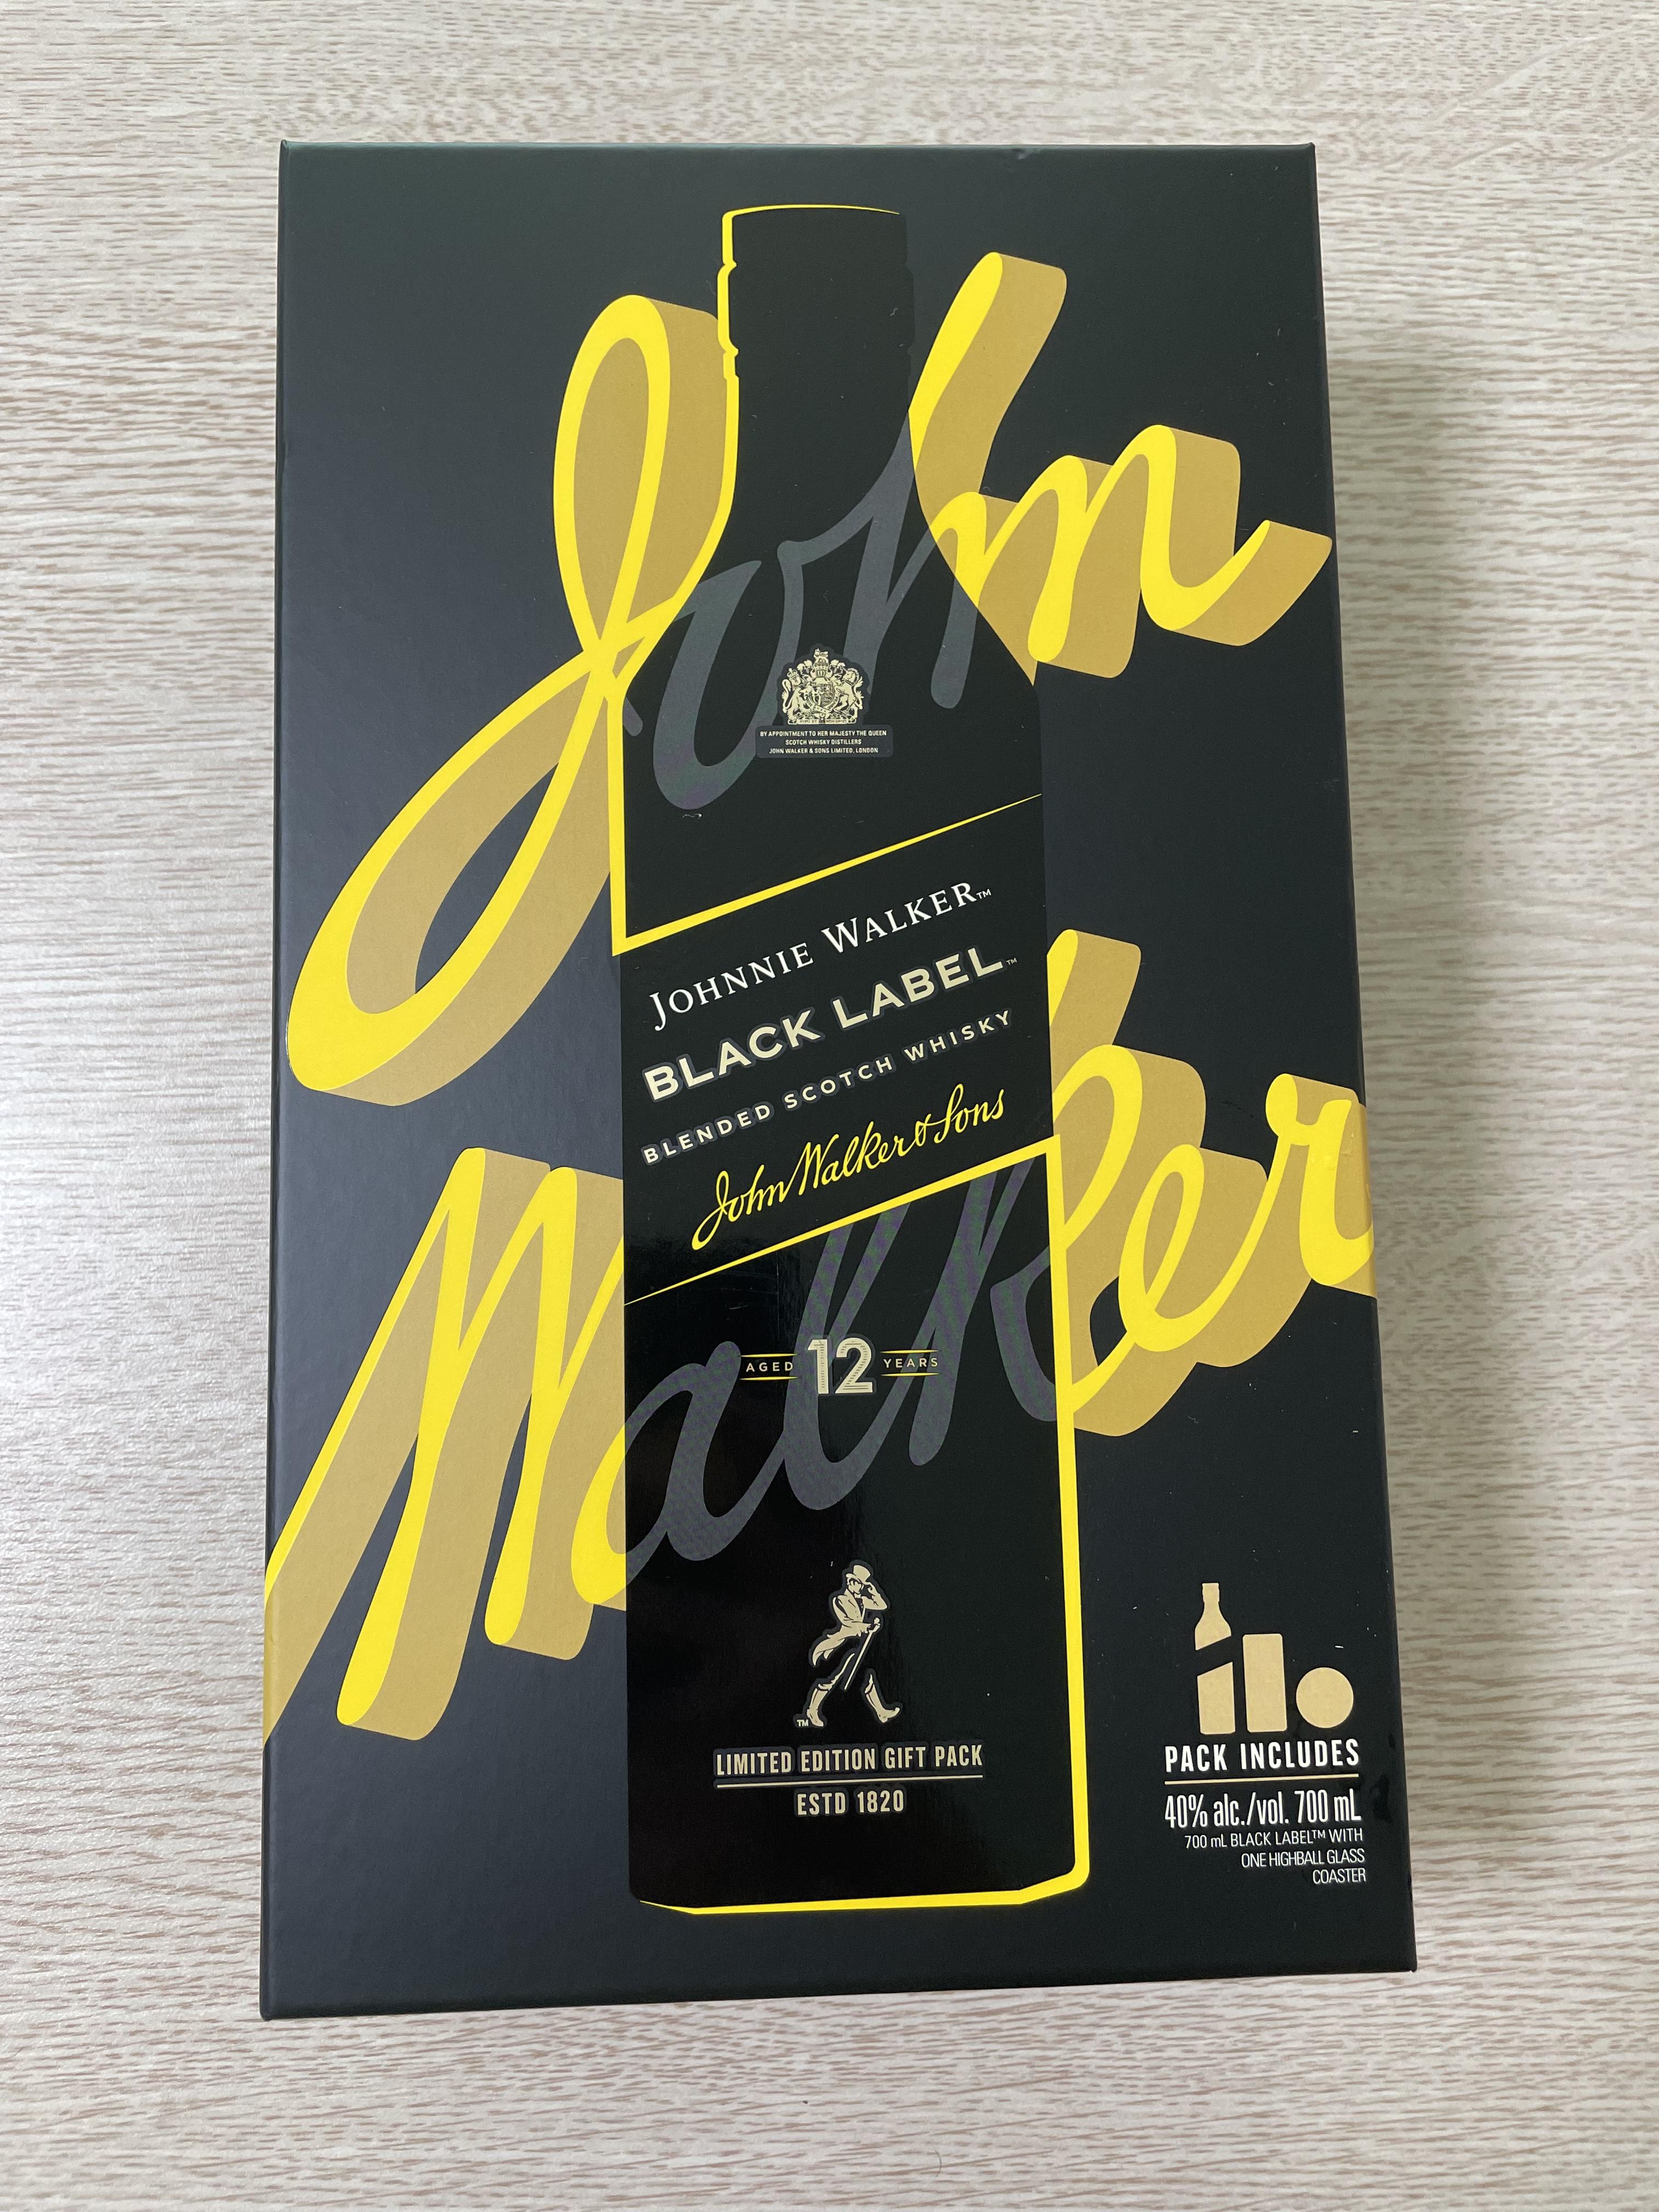 John
BY APPOINTMENT TO HER MAJESTY THE QUEEN
SCOTCH WHISKY DISTILLERS
JOHN WALKER & SONS LIMITED, LONDON
JOHNNIE WALKER™
BLACK LABEL™
BLENDED SCOTCH WHISKY
John Walker & Sons
Walker
AGED 12 YEARS
TM
LIMITED EDITION GIFT PACK
ESTD 1820
PACK INCLUDES
40% alc./vol. 700 mL
700 mL BLACK LABEL™ WITH
ONE HIGHBALL GLASS
COASTER